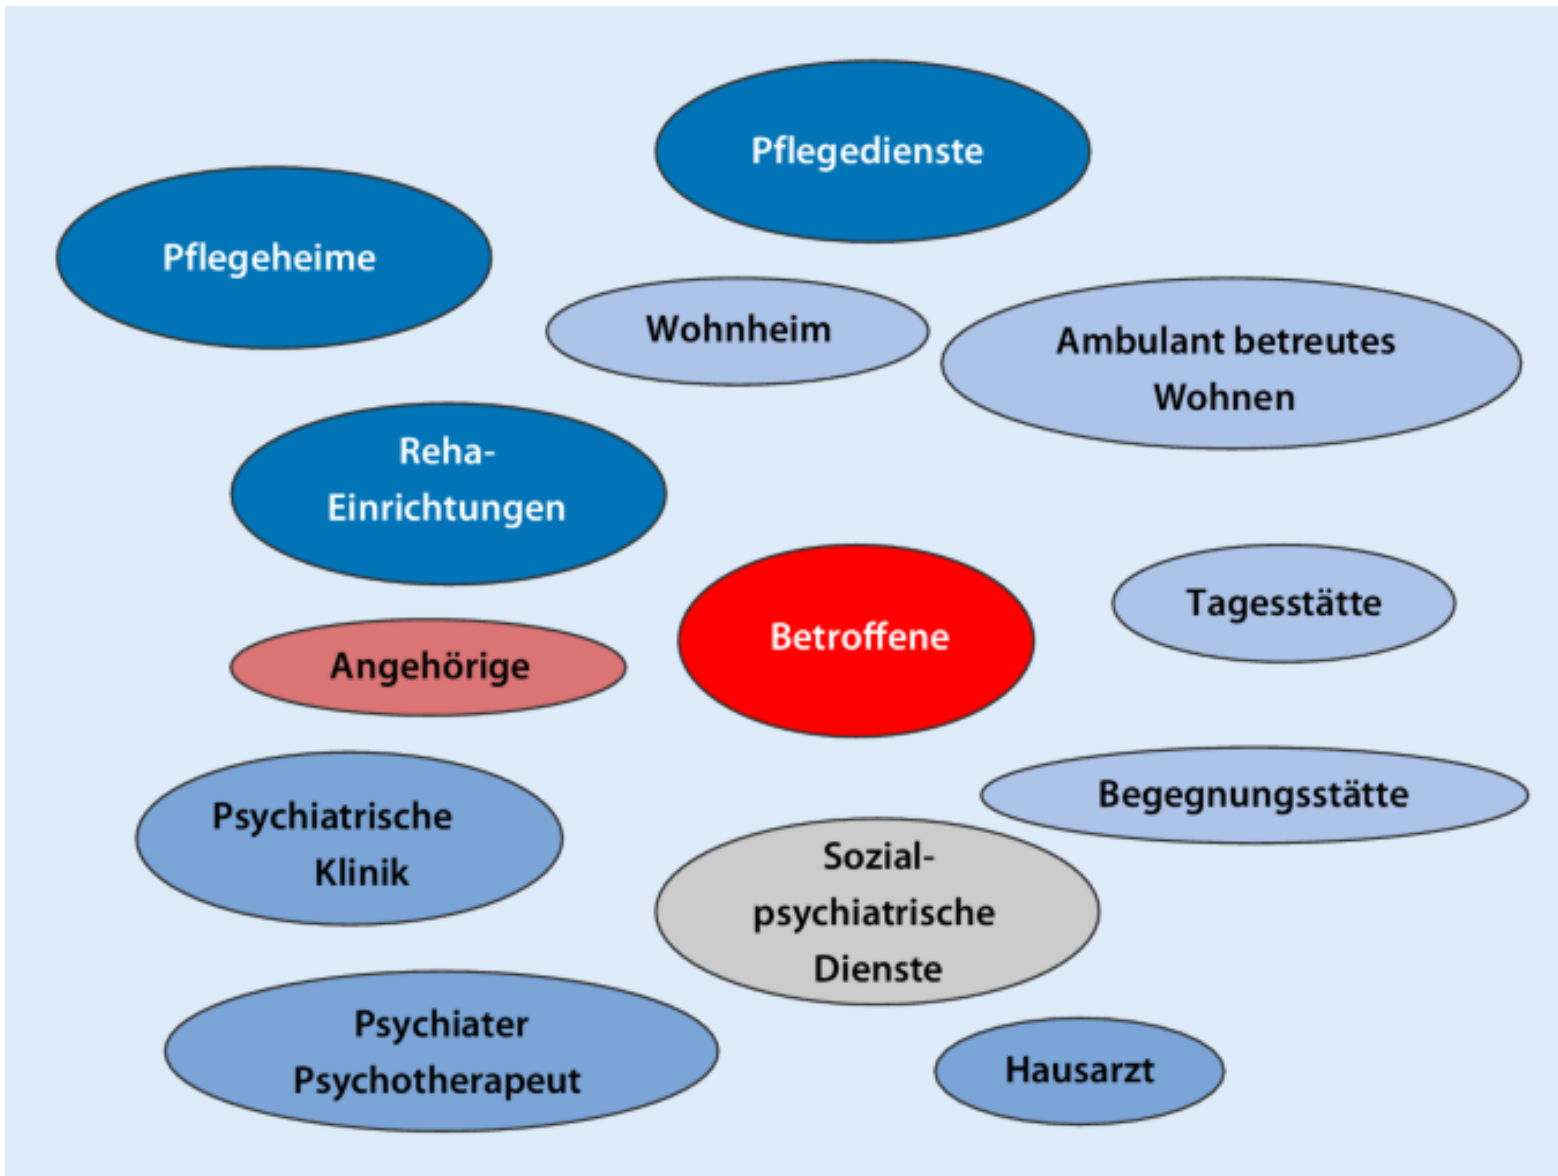 Pflegedienste
Pflegeheime
Wohnheim
Ambulant betreutes
Wohnen
Reha-
Einrichtungen
Betroffene
Tagesstätte
Angehörige
Psychiatrische
Klinik
Begegnungsstätte
Sozial-
psychiatrische
Dienste
Psychiater
Psychotherapeut
Hausarzt